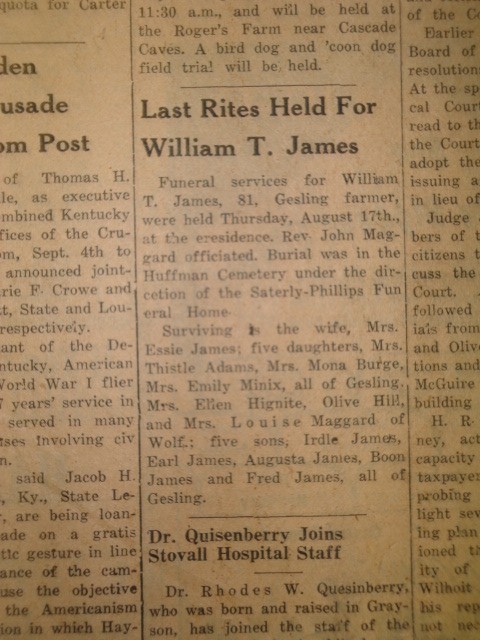 quota for Carter
den
usade
om Post
of Thomas H.
le, as executive
ombined Kentucky
ffices of the Cru-
om, Sept. 4th to
announced joint-
rie F. Crowe and
tt, State and Lou-
respectively.
ant of the De-
ntucky, American
World War I flier
7 years' service in
served in many
ses Involving civ
n.
said Jacob H.
, Ky., State Le-
, are being loan-
ade on a gratis
tic gesture in line
ance of the cam-
use the objective
the Americanism
ion in which Hay-
11:30 a.m., and will be held at
the Roger's Farm near Cascade
Caves. A bird dog and 'coon dog
field trial will be held.
Last Rites Held For
William T. James
Funeral services for William
T. James, 81, Gesling farmer,
were held Thursday, August 17th.,
at the eresidence. Rev. John Mag-
gard officiated. Burial was in the
Huffman Cemetery under the dir-
cetion of the Saterly-Phillips Fun
eral Home
Surviving is the wife, Mrs.
Essie James; five daughters, Mrs.
Thistle Adams, Mrs. Mona Burge,
Mrs. Emily Minix, all of Gesling.
Mrs. Ellen Hignite, Olive Hill,
and Mrs. Louise Maggard of
Wolf.; five sons, Irdle James,
Earl James, Augusta James, Boon
James and Fred James, all of
Gesling.
Dr. Quisenberry Joins
Stovall Hospital Staff
Dr. Rhodes W. Quesinberry,
who was born and raised in Gray-
son, has joined the staff of the
of the Co
Earlier
Board of
resolution
At the sp
cal Court
read to th
the Court
adopt the
issuing a
in lieu of
Judge
bers of t
citizens t
cuss the
Court.
followed
ials from
and Olive
tions and
McGuire
building
H. R
ney, act
capacity
taxpayer
probing
light sev
ing plan
ioned th
ity of
Wilhoit
his rep
not nec